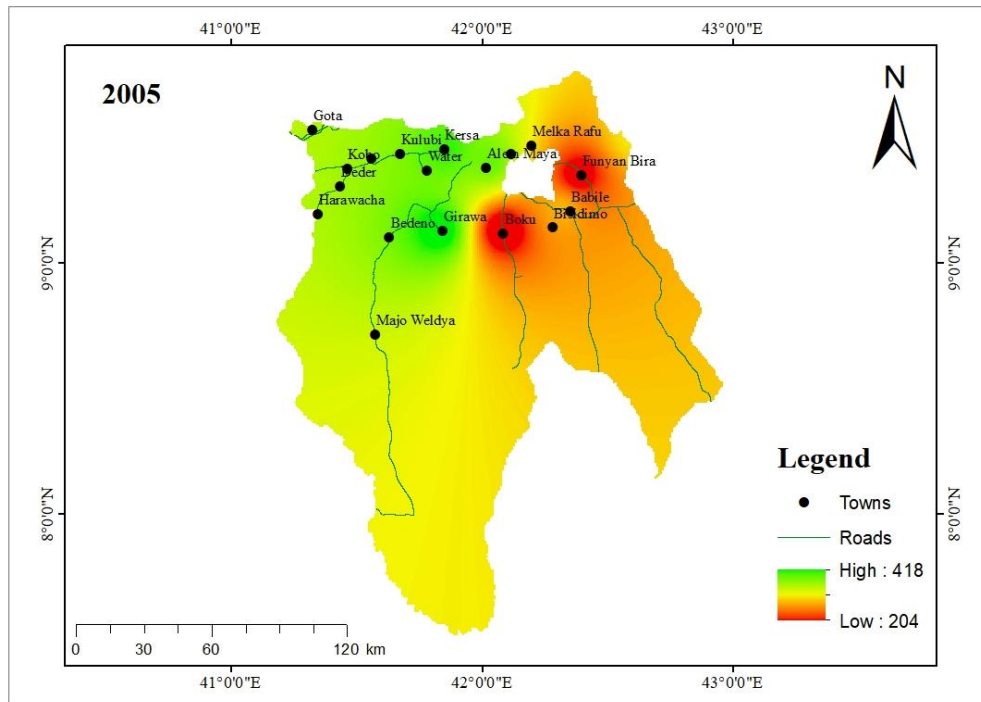 41°0'0"E 42°0'0"E 43°0'0"E
2005
N
Gota
Melka Rafu
Kersa
Kulubi
Kobo
Water
Alem Maya
Funyan Bira
Deder
Harawacha
Babile
Bisidimo
Girawa
Boku
Bedeno
9°0'0"N
9°0'0"N
Majo Weldya
Legend
Towns
Roads
High : 418
Low : 204
8°0'0"N
8°0'0"N
0 30 60 120 km
41°0'0"E 42°0'0"E 43°0'0"E